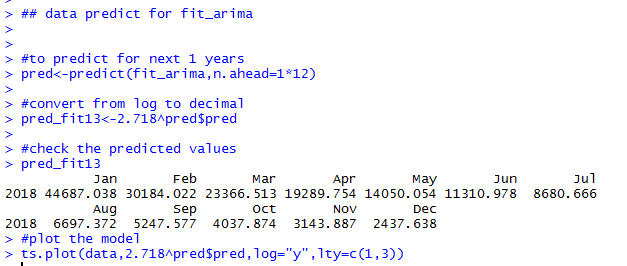 >
> ## data predict for fit_arima
>
>
> #to predict for next 1 years
> pred<-predict(fit_arima,n.ahead=1*12)
>
> #convert from log to decimal
> pred_fit13<-2.718^pred$pred
>
> #check the predicted values
> pred_fit13
Jan Feb Mar Apr May Jun Jul
2018 44687.038 30184.022 23366.513 19289.754 14050.054 11310.978 8680.666
Aug Sep Oct Nov Dec
2018 6697.372 5247.577 4037.874 3143.887 2437.638
> #plot the model
> ts.plot(data,2.718^pred$pred,log="y",lty=c(1,3))
>